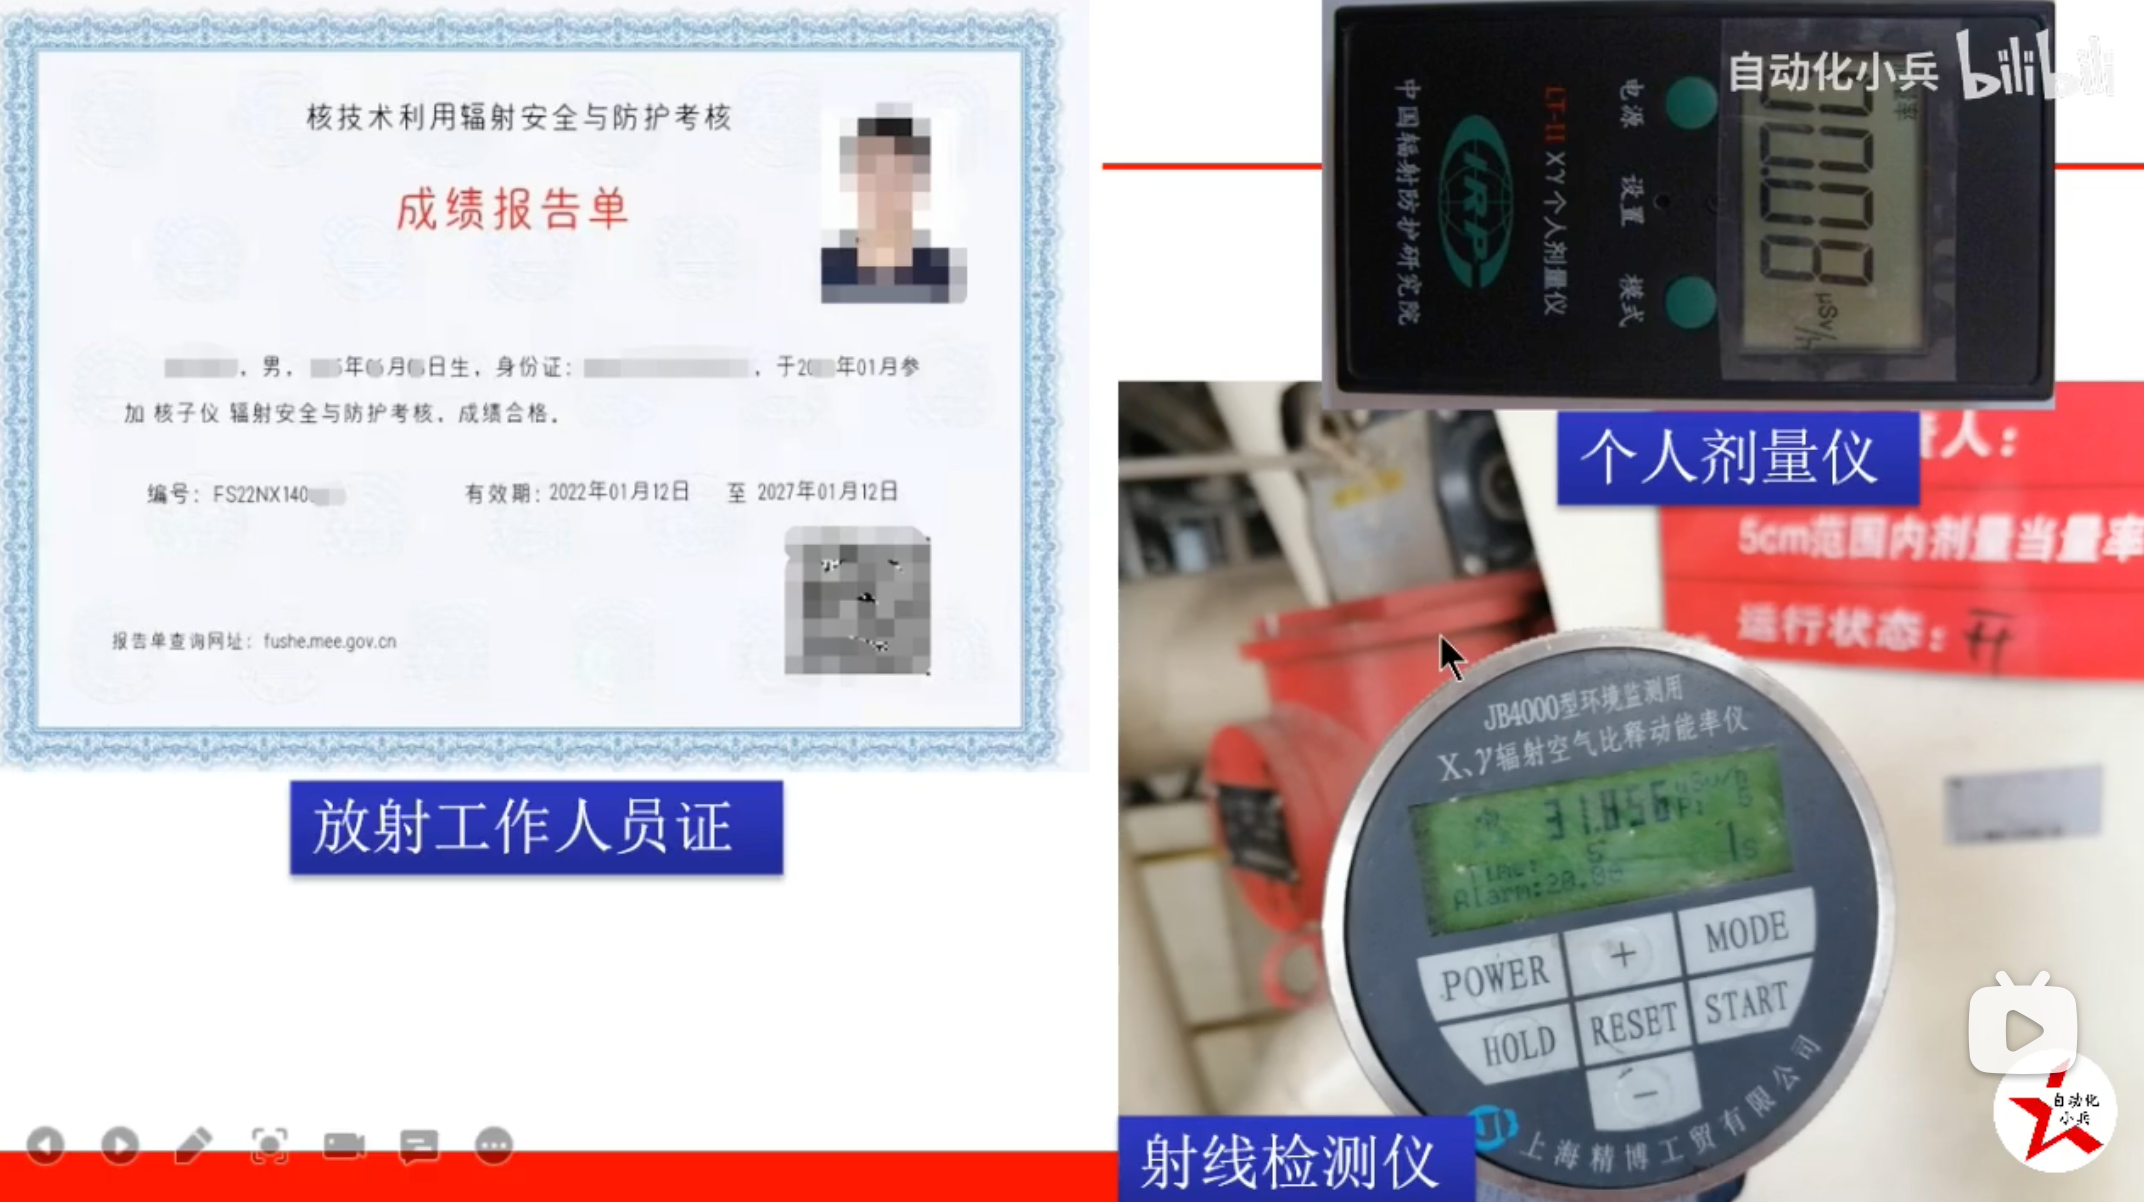 核技术利用辐射安全与防护考核
成绩报告单
，男，
年
月
日生，身份证：
，于20
年01月参
加 核子仪 辐射安全与防护考核，成绩合格。
编号：FS22NX140
有效期：2022年01月12日 至 2027年01月12日
报告单查询网址：fushe.mee.gov.cn
放射工作人员证
自动化小兵 bilibili
中国辐射防护研究院
IRP
LT-II Xγ个人剂量仪
电源
设置
模式
μSv/h
个人剂量仪
人：
5cm范围内剂量当量率
运行状态：开
JB4000型环境监测用
X、γ辐射空气比释动能率仪
31.856
Time:
1s
Alarm:20.00
POWER
+
MODE
HOLD
RESET
START
-
上海精博工贸有限公司
射线检测仪
自动化
小兵